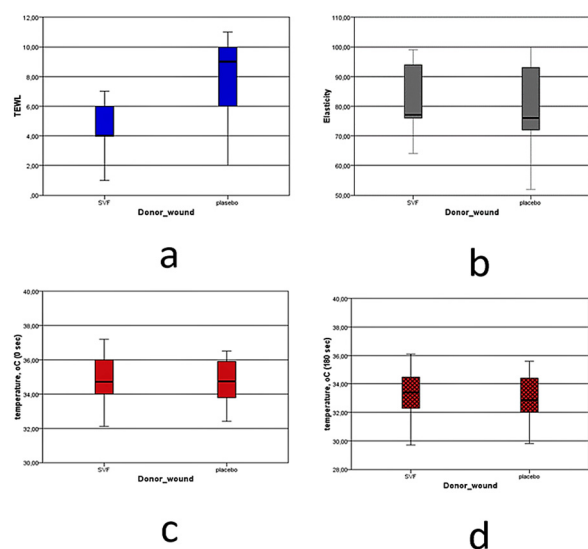 12,00
10,00
8,00
6,00
4,00
2,00
,00
TEWL
SVF
plasebo
Donor_wound
a
110,00
100,00
90,00
80,00
70,00
60,00
50,00
Elasticity
SVF
placebo
Donor_wound
b
40,00
38,00
36,00
34,00
32,00
30,00
temperature, oC (0 sec)
SVF
placebo
Donor_wound
c
40,00
38,00
36,00
34,00
32,00
30,00
28,00
temperature, oC (180 sec)
SVF
placebo
Donor_wound
d